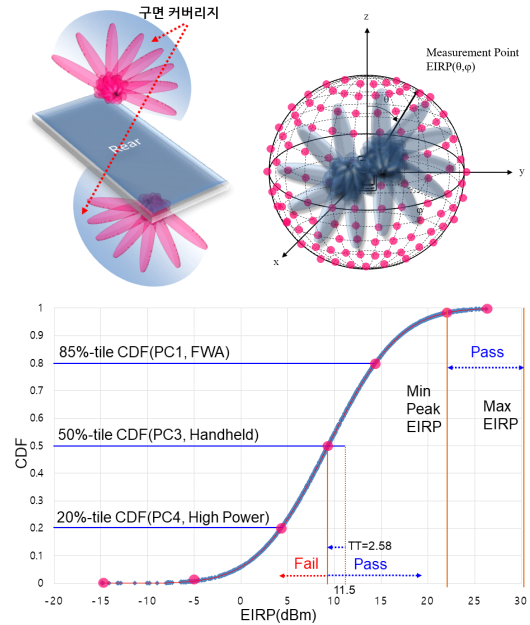 구면 커버리지
Rear
z
Measurement Point
EIRP(θ,φ)
θ
y
φ
x
1
0.9
0.8
0.7
0.6
0.5
0.4
0.3
0.2
0.1
0
CDF
85%-tile CDF(PC1, FWA)
50%-tile CDF(PC3, Handheld)
20%-tile CDF(PC4, High Power)
Pass
Min
Peak
EIRP
Max
EIRP
TT=2.58
Fail
Pass
11.5
-20
-15
-10
-5
0
5
10
15
20
25
30
EIRP(dBm)